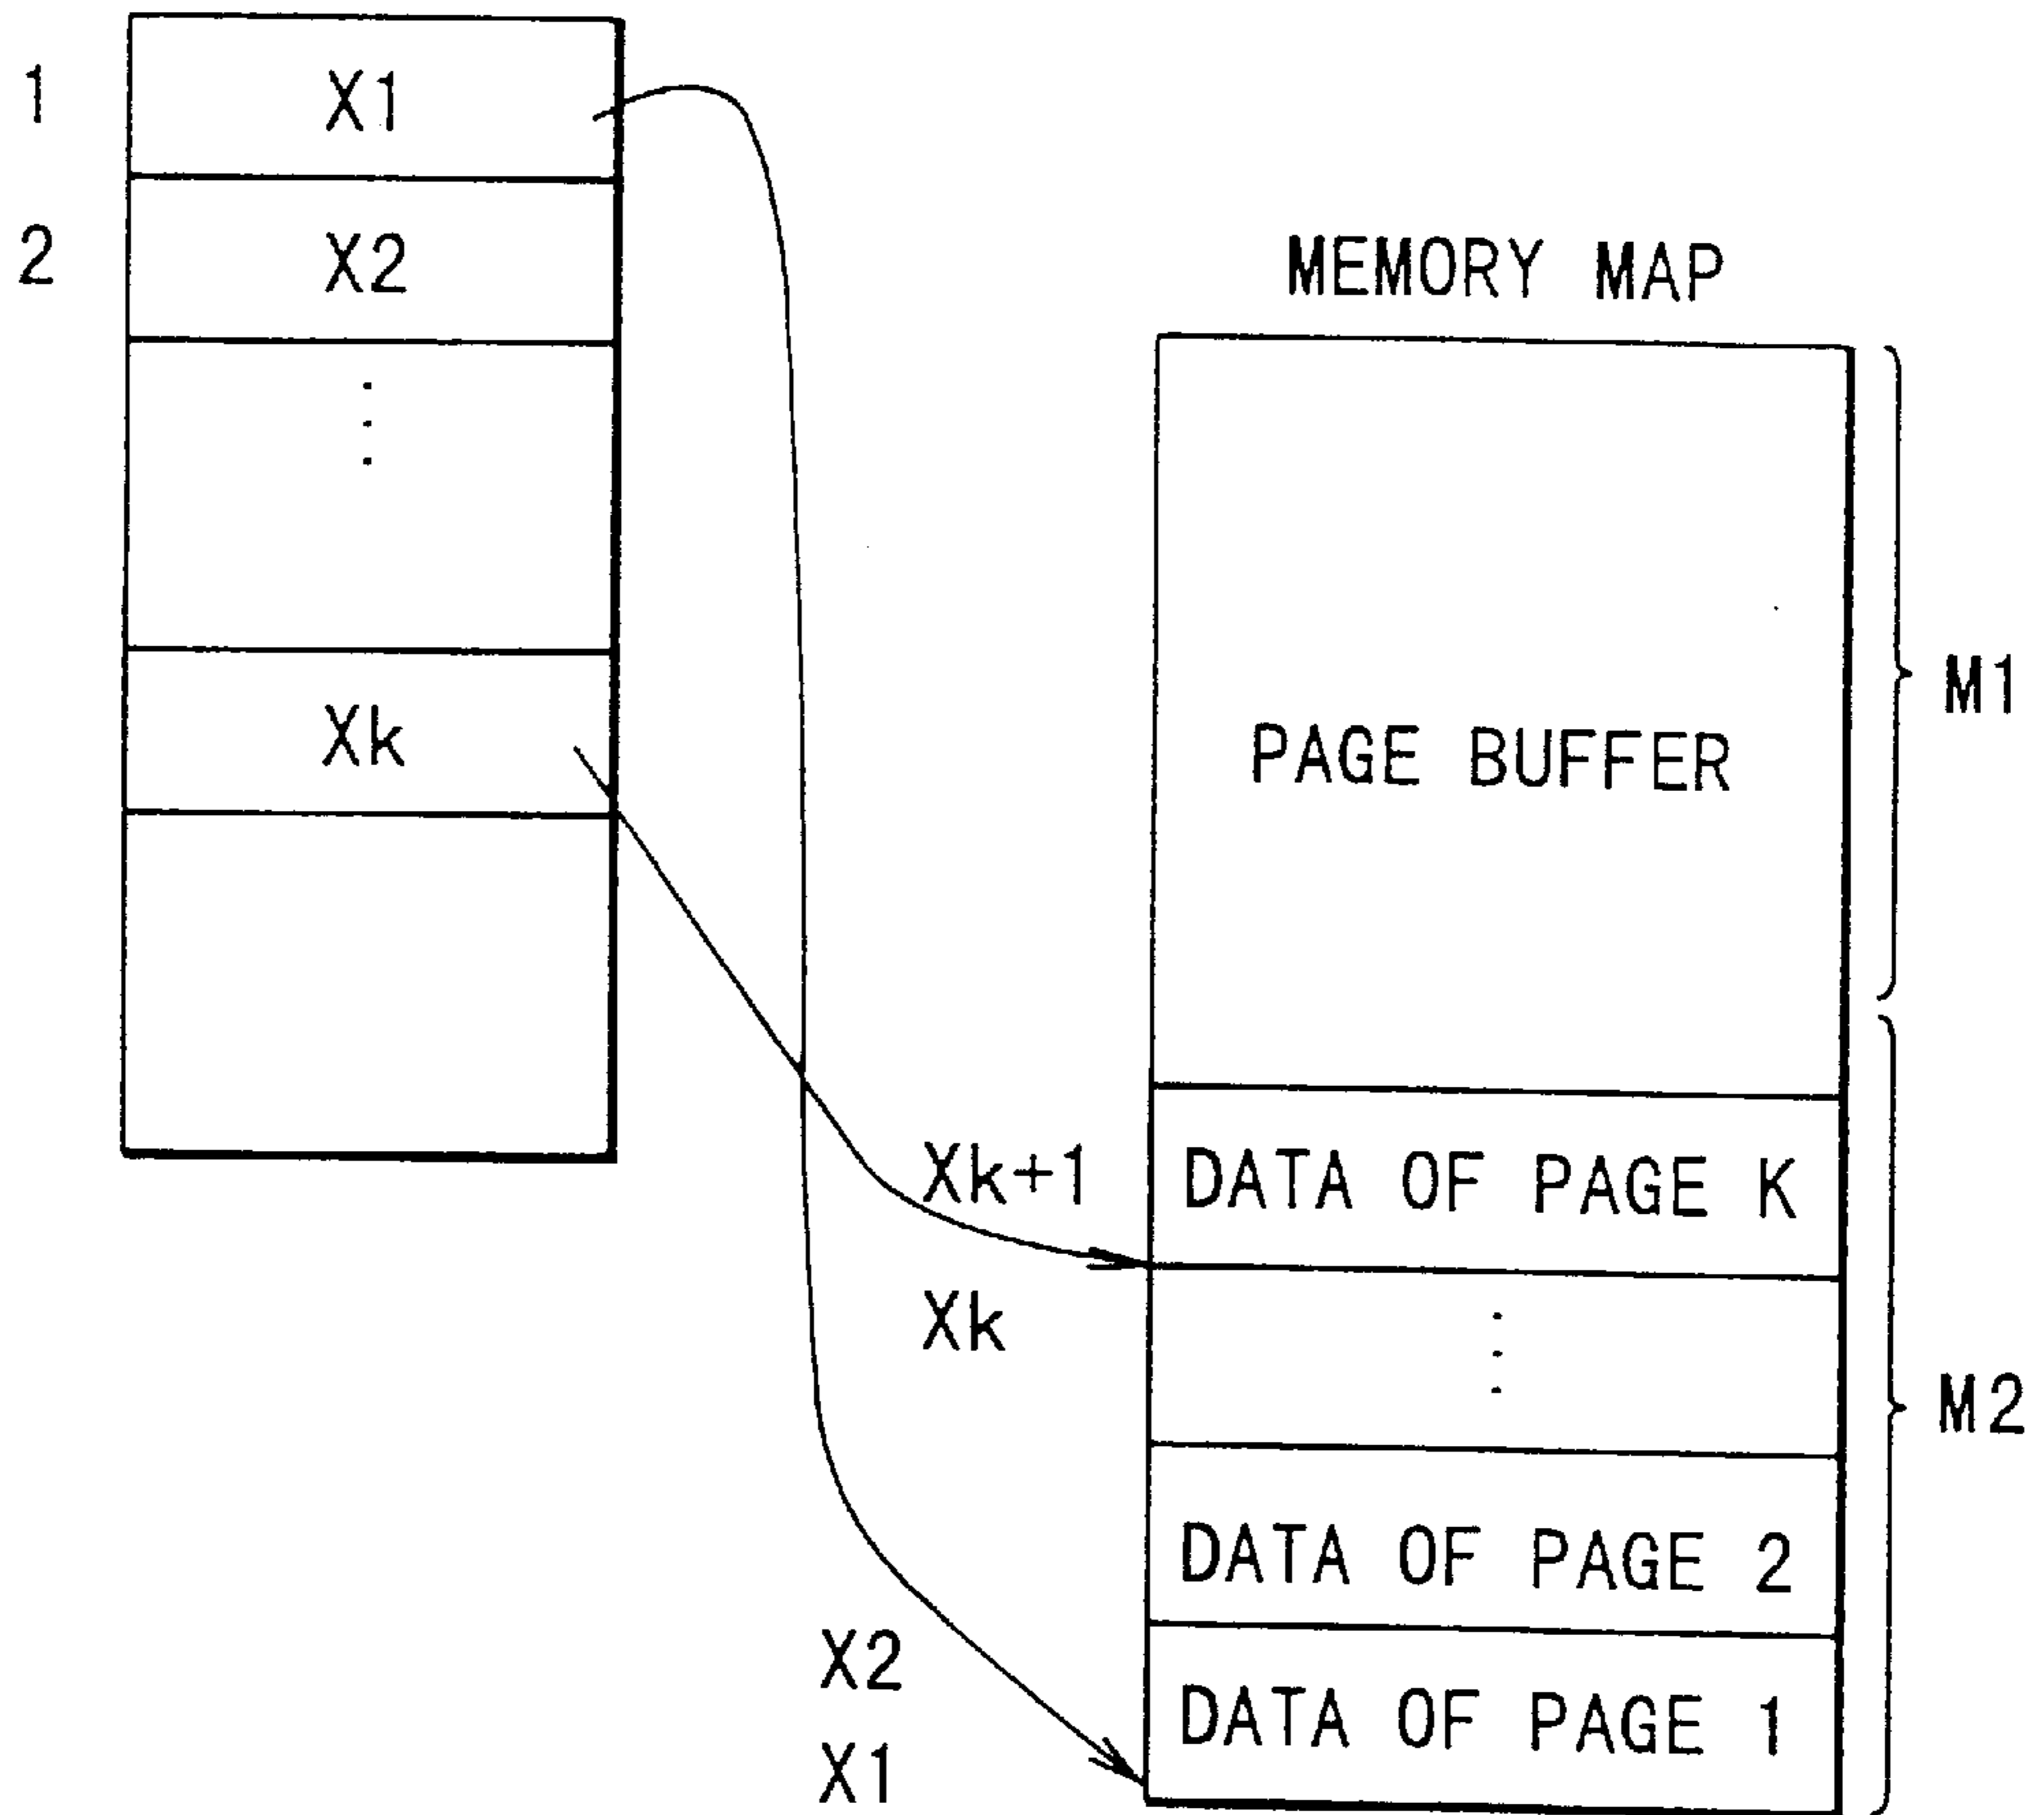 1
X1
2
X2
⋮
Xk
MEMORY MAP
PAGE BUFFER
M1
Xk+1
DATA OF PAGE K
Xk
⋮
M2
DATA OF PAGE 2
X2
DATA OF PAGE 1
X1